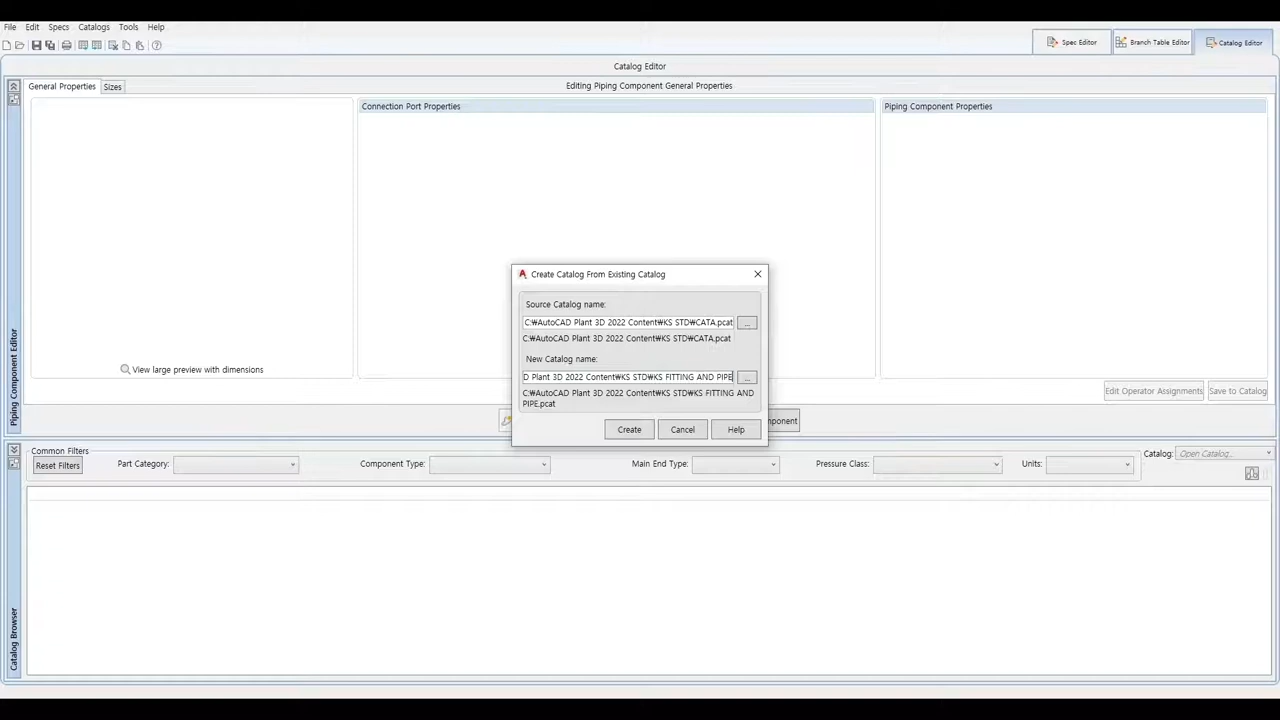 File Edit Specs Catalogs Tools Help
Spec Editor Branch Table Editor Catalog Editor
Catalog Editor
General Properties Sizes Editing Piping Component General Properties
Connection Port Properties Piping Component Properties
Create Catalog From Existing Catalog
Source Catalog name:
C:₩AutoCAD Plant 3D 2022 Content₩KS STD₩CATA.pcat ...
C:₩AutoCAD Plant 3D 2022 Content₩KS STD₩CATA.pcat
New Catalog name:
D Plant 3D 2022 Content₩KS STD₩KS FITTING AND PIPE ...
C:₩AutoCAD Plant 3D 2022 Content₩KS STD₩KS FITTING AND
PIPE.pcat
Create Cancel Help
View large preview with dimensions
Edit Operator Assignments Save to Catalog
ponent
Piping Component Editor
Common Filters
Reset Filters Part Category: Component Type: Main End Type: Pressure Class: Units: Catalog: Open Catalog...
Catalog Browser